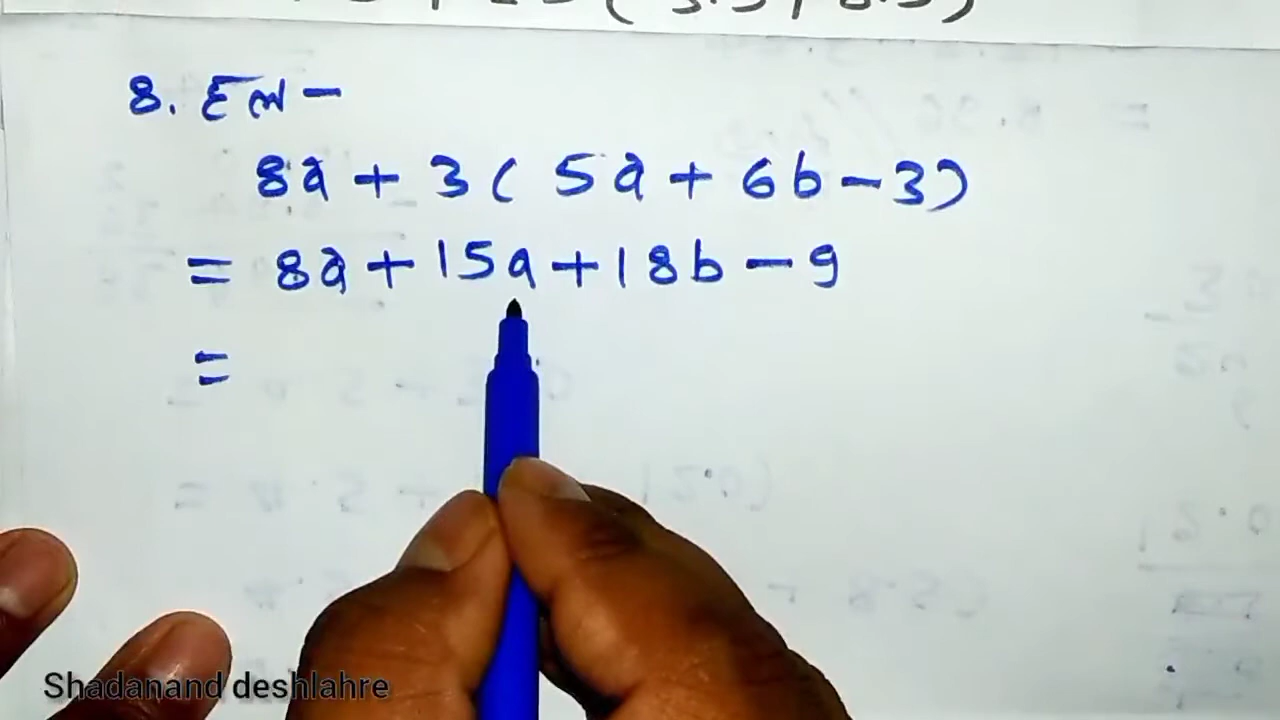 8. हल -
8a + 3 ( 5a + 6b - 3 )
= 8a + 15a + 18b - 9
=
Shadanand deshlahre